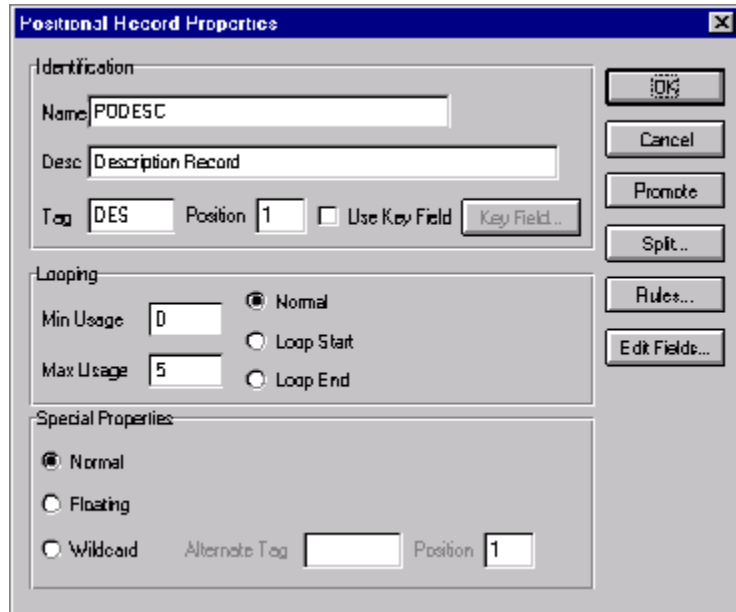 Positional Record Properties
Identification
Name PODESC
Desc Description Record
Tag DES Position 1 Use Key Field Key Field...
Looping
Min Usage 0
Max Usage 5
Normal
Loop Start
Loop End
Special Properties
Normal
Floating
Wildcard Alternate Tag Position 1
OK
Cancel
Promote
Split...
Rules...
Edit Fields...